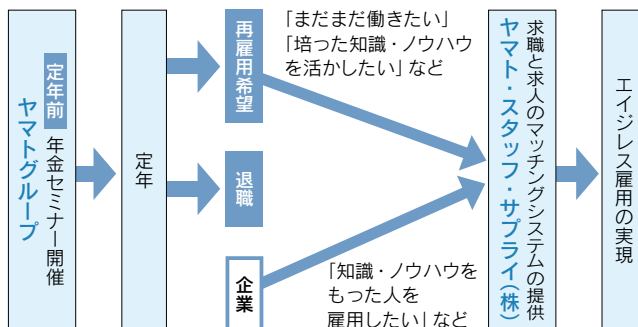 ヤマトグループ
定年前 年金セミナー開催
定年
再雇用希望
「まだまだ働きたい」
「培った知識・ノウハウ
を活かしたい」など
退職
企業
「知識・ノウハウを
もった人を
雇用したい」など
求職と求人のマッチングシステムの提供
ヤマト・スタッフ・サプライ(株)
エイジレス雇用の実現